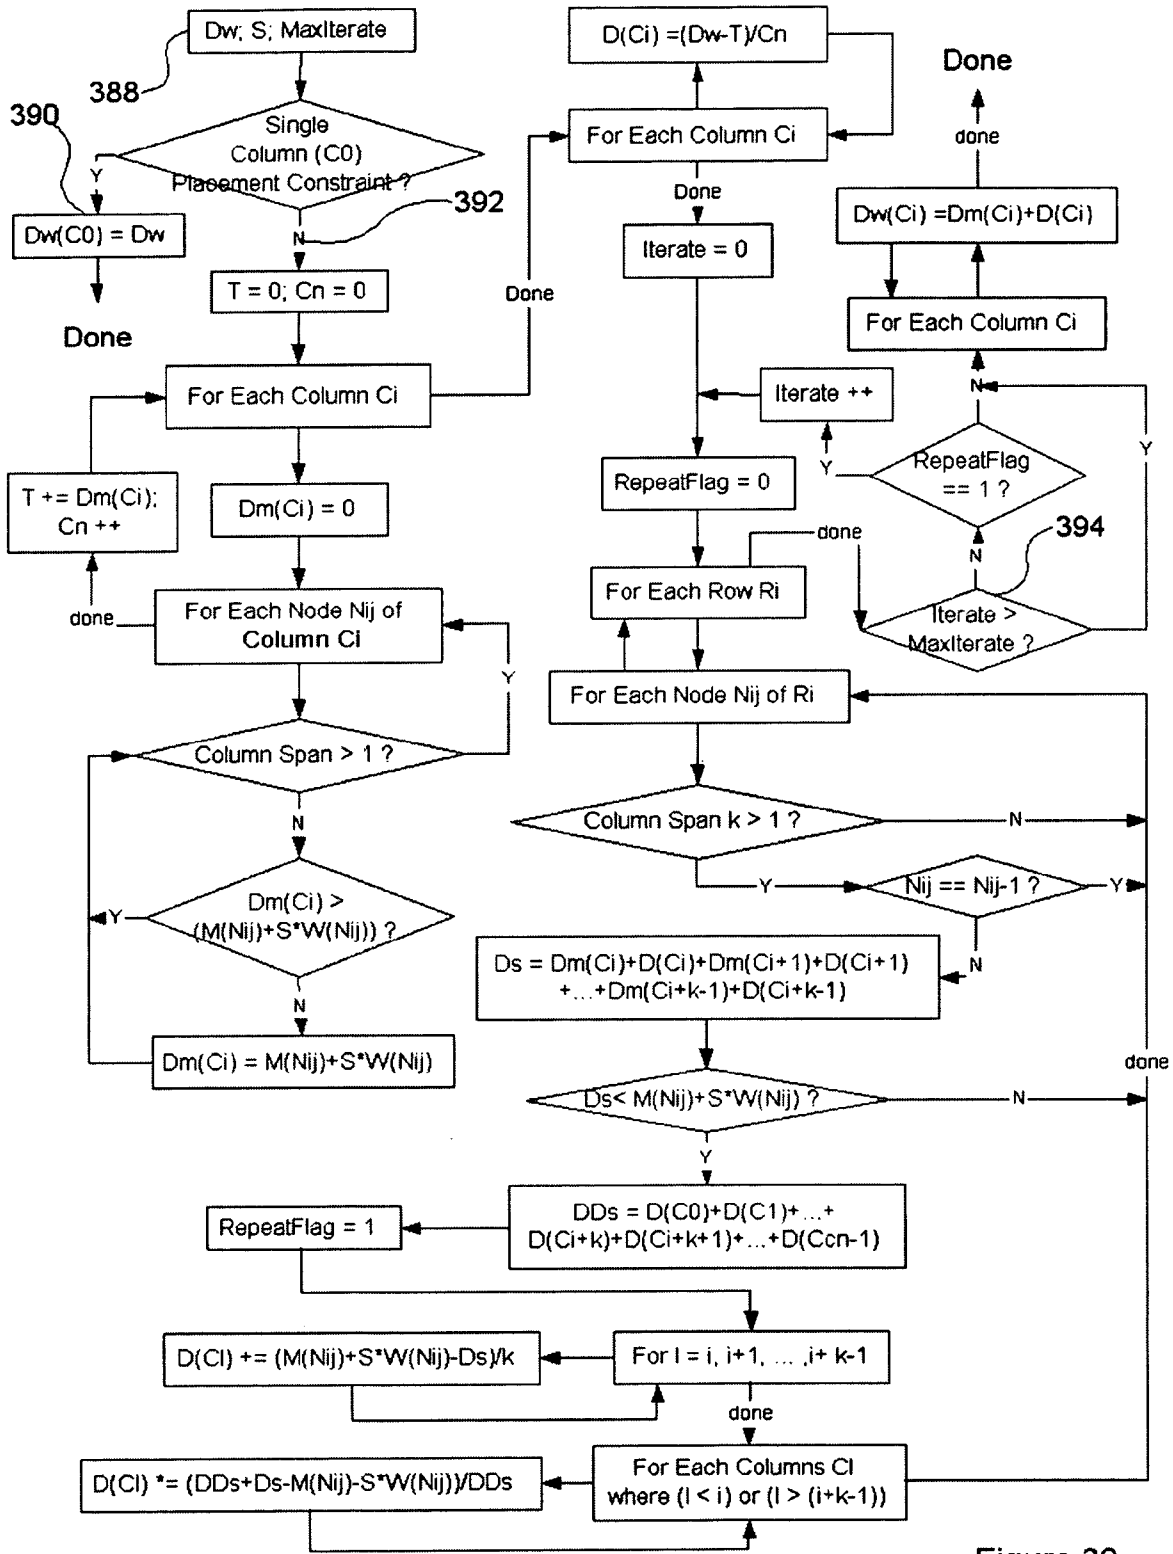 Dw; S; MaxIterate
388
390
Single
Column (C0)
Placement Constraint ?
Y
392
N
Dw(C0) = Dw
Done
T = 0; Cn = 0
For Each Column Ci
Done
T += Dm(Ci);
Cn ++
Dm(Ci) = 0
done
For Each Node Nij of
Column Ci
Y
Column Span > 1 ?
N
Dm(Ci) >
(M(Nij)+S*W(Nij)) ?
Y
N
Dm(Ci) = M(Nij)+S*W(Nij)
D(Ci) =(Dw-T)/Cn
For Each Column Ci
Done
Iterate = 0
Done
done
Dw(Ci) =Dm(Ci)+D(Ci)
For Each Column Ci
N
Iterate ++
Y
RepeatFlag
== 1 ?
Y
RepeatFlag = 0
done
N
394
For Each Row Ri
Iterate >
MaxIterate ?
For Each Node Nij of Ri
Column Span k > 1 ?
N
Y
Nij == Nij-1 ?
Y
N
Ds = Dm(Ci)+D(Ci)+Dm(Ci+1)+D(Ci+1)
+...+Dm(Ci+k-1)+D(Ci+k-1)
done
Ds< M(Nij)+S*W(Nij) ?
N
Y
DDs = D(C0)+D(C1)+...+
D(Ci+k)+D(Ci+k+1)+...+D(Ccn-1)
RepeatFlag = 1
For l = i, i+1, ... ,i+ k-1
D(Cl) += (M(Nij)+S*W(Nij)-Ds)/k
done
For Each Columns Cl
where (l < i) or (l > (i+k-1))
D(Cl) *= (DDs+Ds-M(Nij)-S*W(Nij))/DDs